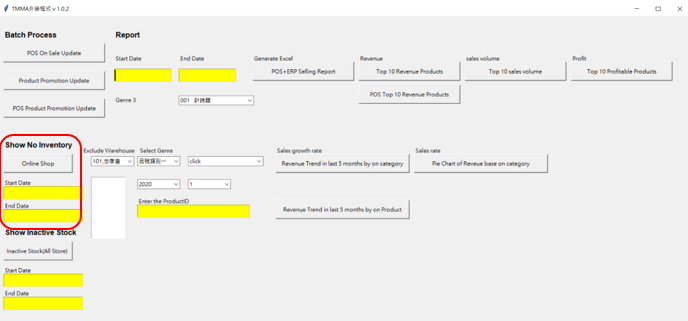 TMMA外掛程式 v 1.0.2
Batch Process
Report
POS On Sale Update
Product Promotion Update
POS Product Promotion Update
Start Date
End Date
Generate Excel
Revenue
sales volume
Profit
POS+ERP Selling Report
Top 10 Revenue Products
Top 10 sales volume
Top 10 Profitable Products
POS Top 10 Revenue Products
Genre 3
001 計時器
Show No Inventory
Online Shop
Start Date
End Date
Exclude Warehouse
Select Genre
Sales growth rate
Sales rate
101,忠孝倉
品號類別一
click
Revenue Trend in last 5 months by on category
Pie Chart of Reveue base on category
2020
1
Enter the ProductID
Revenue Trend in last 5 months by on Product
Show Inactive Stock
Inactive Stock(All Store)
Start Date
End Date